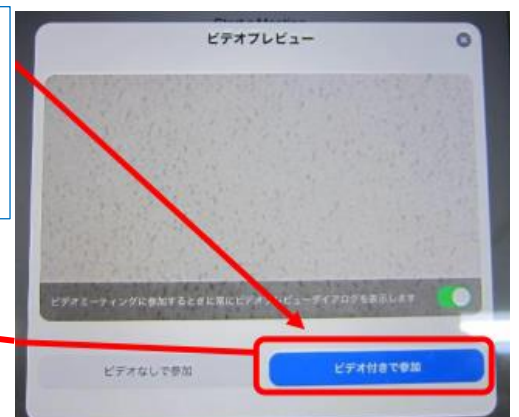 ビデオプレビュー
ビデオミーティングに参加するときに常にビデオプレビューダイアログを表示します
ビデオなしで参加
ビデオ付きで参加